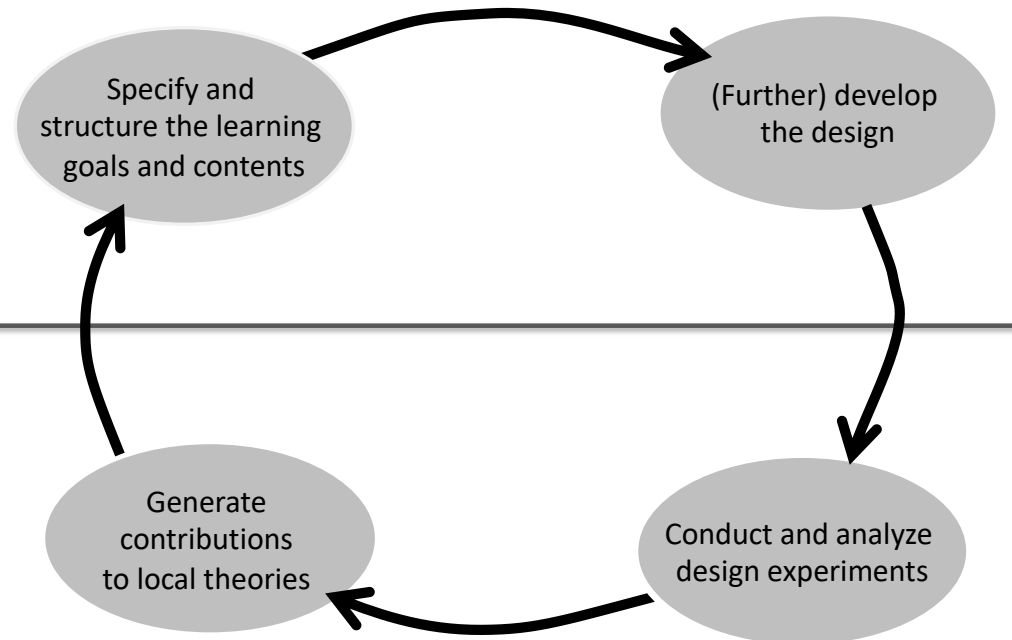 Specify and
structure the learning
goals and contents
(Further) develop
the design
Generate
contributions
to local theories
Conduct and analyze
design experiments